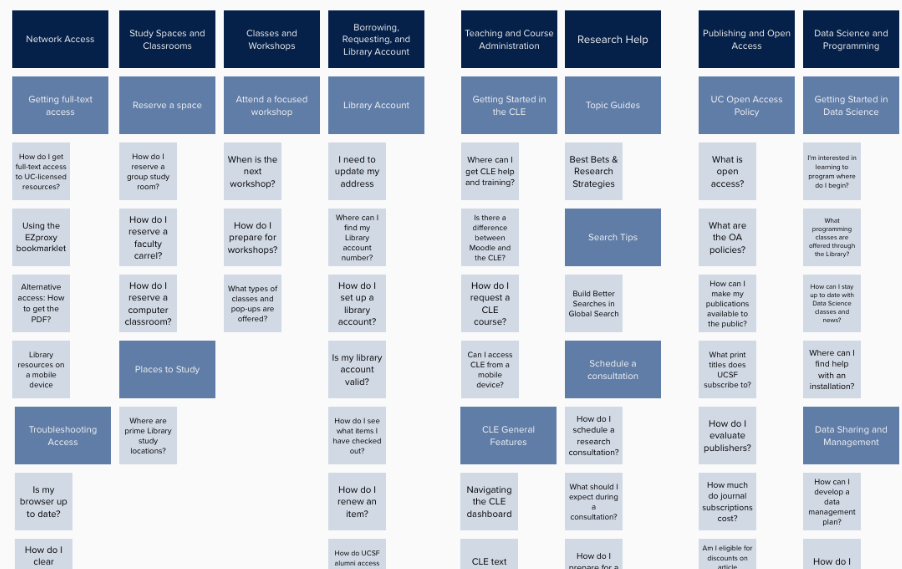 Network Access
Getting full-text
access
How do I get
full-text access
to UC-licensed
resources?
Using the
EZproxy
bookmarklet
Alternative
access: How
to get the
PDF?
Library
resources on
a mobile
device
Troubleshooting
Access
Is my
browser up
to date?
How do I
clear
Study Spaces and
Classrooms
Reserve a space
How do I
reserve a
group study
room?
How do I
reserve a
faculty
carrel?
How do I
reserve a
computer
classroom?
Places to Study
Where are
prime Library
study
locations?
Classes and
Workshops
Attend a focused
workshop
When is the
next
workshop?
How do I
prepare for
workshops?
What types of
classes and
pop-ups are
offered?
Borrowing,
Requesting, and
Library Account
Library Account
I need to
update my
address
Where can I
find my
Library
account
number?
How do I
set up a
library
account?
Is my library
account
valid?
How do I see
what items I
have checked
out?
How do I
renew an
item?
How do UCSF
alumni access
Teaching and Course
Administration
Getting Started in
the CLE
Where can I
get CLE help
and training?
Is there a
difference
between
Moodle and
the CLE?
How do I
request a
CLE
course?
Can I access
CLE from a
mobile
device?
CLE General
Features
Navigating
the CLE
dashboard
CLE text
Research Help
Topic Guides
Best Bets &
Research
Strategies
Search Tips
Build Better
Searches in
Global Search
Schedule a
consultation
How do I
schedule a
research
consultation?
What should I
expect during
a
consultation?
How do I
prepare for a
Publishing and Open
Access
UC Open Access
Policy
What is
open
access?
What are
the OA
policies?
How can I
make my
publications
available to
the public?
What print
titles does
UCSF
subscribe to?
How do I
evaluate
publishers?
How much
do journal
subscriptions
cost?
Am I eligible for
discounts on
article
Data Science and
Programming
Getting Started in
Data Science
I'm interested in
learning to
program where
do I begin?
What
programming
classes are
offered through
the Library?
How can I stay
up to date with
Data Science
classes and
news?
Where can I
find help
with an
installation?
Data Sharing and
Management
How can I
develop a
data
management
plan?
How do I